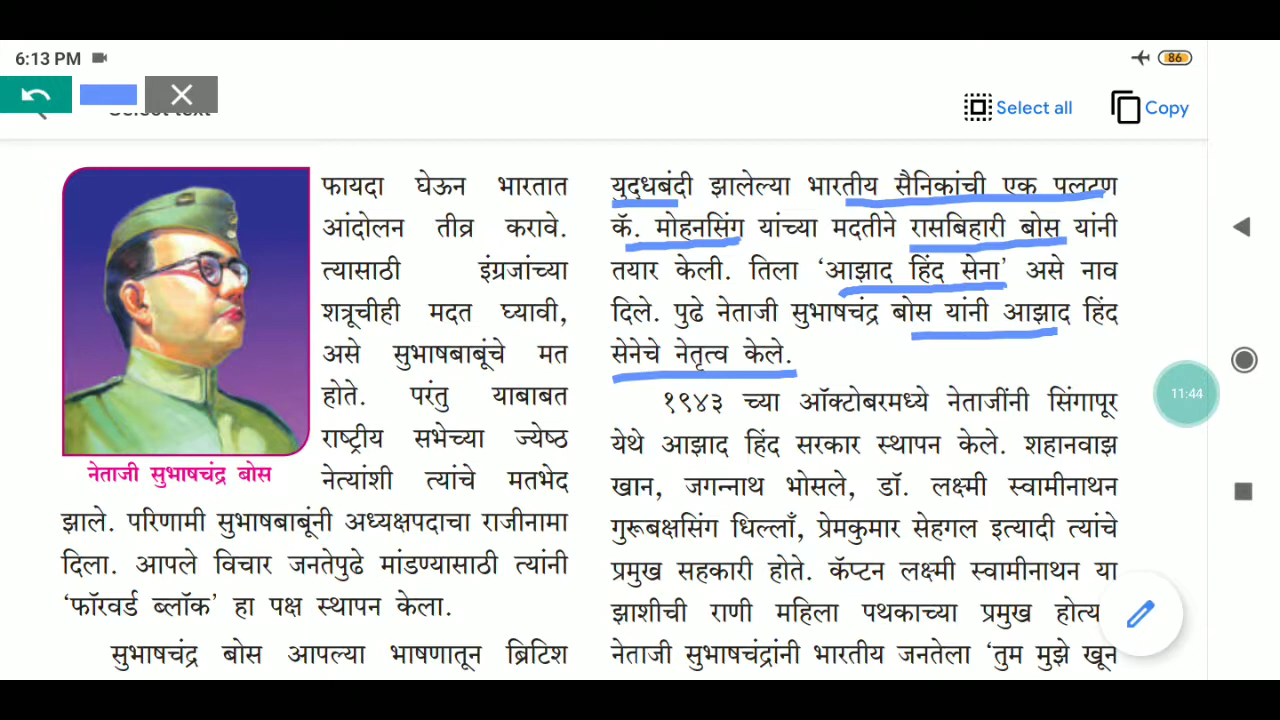 6:13 PM
86
Select text
Select all
Copy
फायदा घेऊन भारतात
आंदोलन तीव्र करावे.
त्यासाठी इंग्रजांच्या
शत्रूचीही मदत घ्यावी,
असे सुभाषबाबूंचे मत
होते. परंतु याबाबत
राष्ट्रीय सभेच्या ज्येष्ठ
नेत्यांशी त्यांचे मतभेद
नेताजी सुभाषचंद्र बोस
झाले. परिणामी सुभाषबाबूंनी अध्यक्षपदाचा राजीनामा
दिला. आपले विचार जनतेपुढे मांडण्यासाठी त्यांनी
‘फॉरवर्ड ब्लॉक’ हा पक्ष स्थापन केला.
सुभाषचंद्र बोस आपल्या भाषणातून ब्रिटिश
युद्धबंदी झालेल्या भारतीय सैनिकांची एक पलटण
कॅ. मोहनसिंग यांच्या मदतीने रासबिहारी बोस यांनी
तयार केली. तिला ‘आझाद हिंद सेना’ असे नाव
दिले. पुढे नेताजी सुभाषचंद्र बोस यांनी आझाद हिंद
सेनेचे नेतृत्व केले.
१९४३ च्या ऑक्टोबरमध्ये नेताजींनी सिंगापूर
येथे आझाद हिंद सरकार स्थापन केले. शहानवाझ
खान, जगन्नाथ भोसले, डॉ. लक्ष्मी स्वामीनाथन
गुरूबक्षसिंग धिल्लाँ, प्रेमकुमार सेहगल इत्यादी त्यांचे
प्रमुख सहकारी होते. कॅप्टन लक्ष्मी स्वामीनाथन या
झाशीची राणी महिला पथकाच्या प्रमुख होत्या
नेताजी सुभाषचंद्रांनी भारतीय जनतेला ‘तुम मुझे खून
11:44